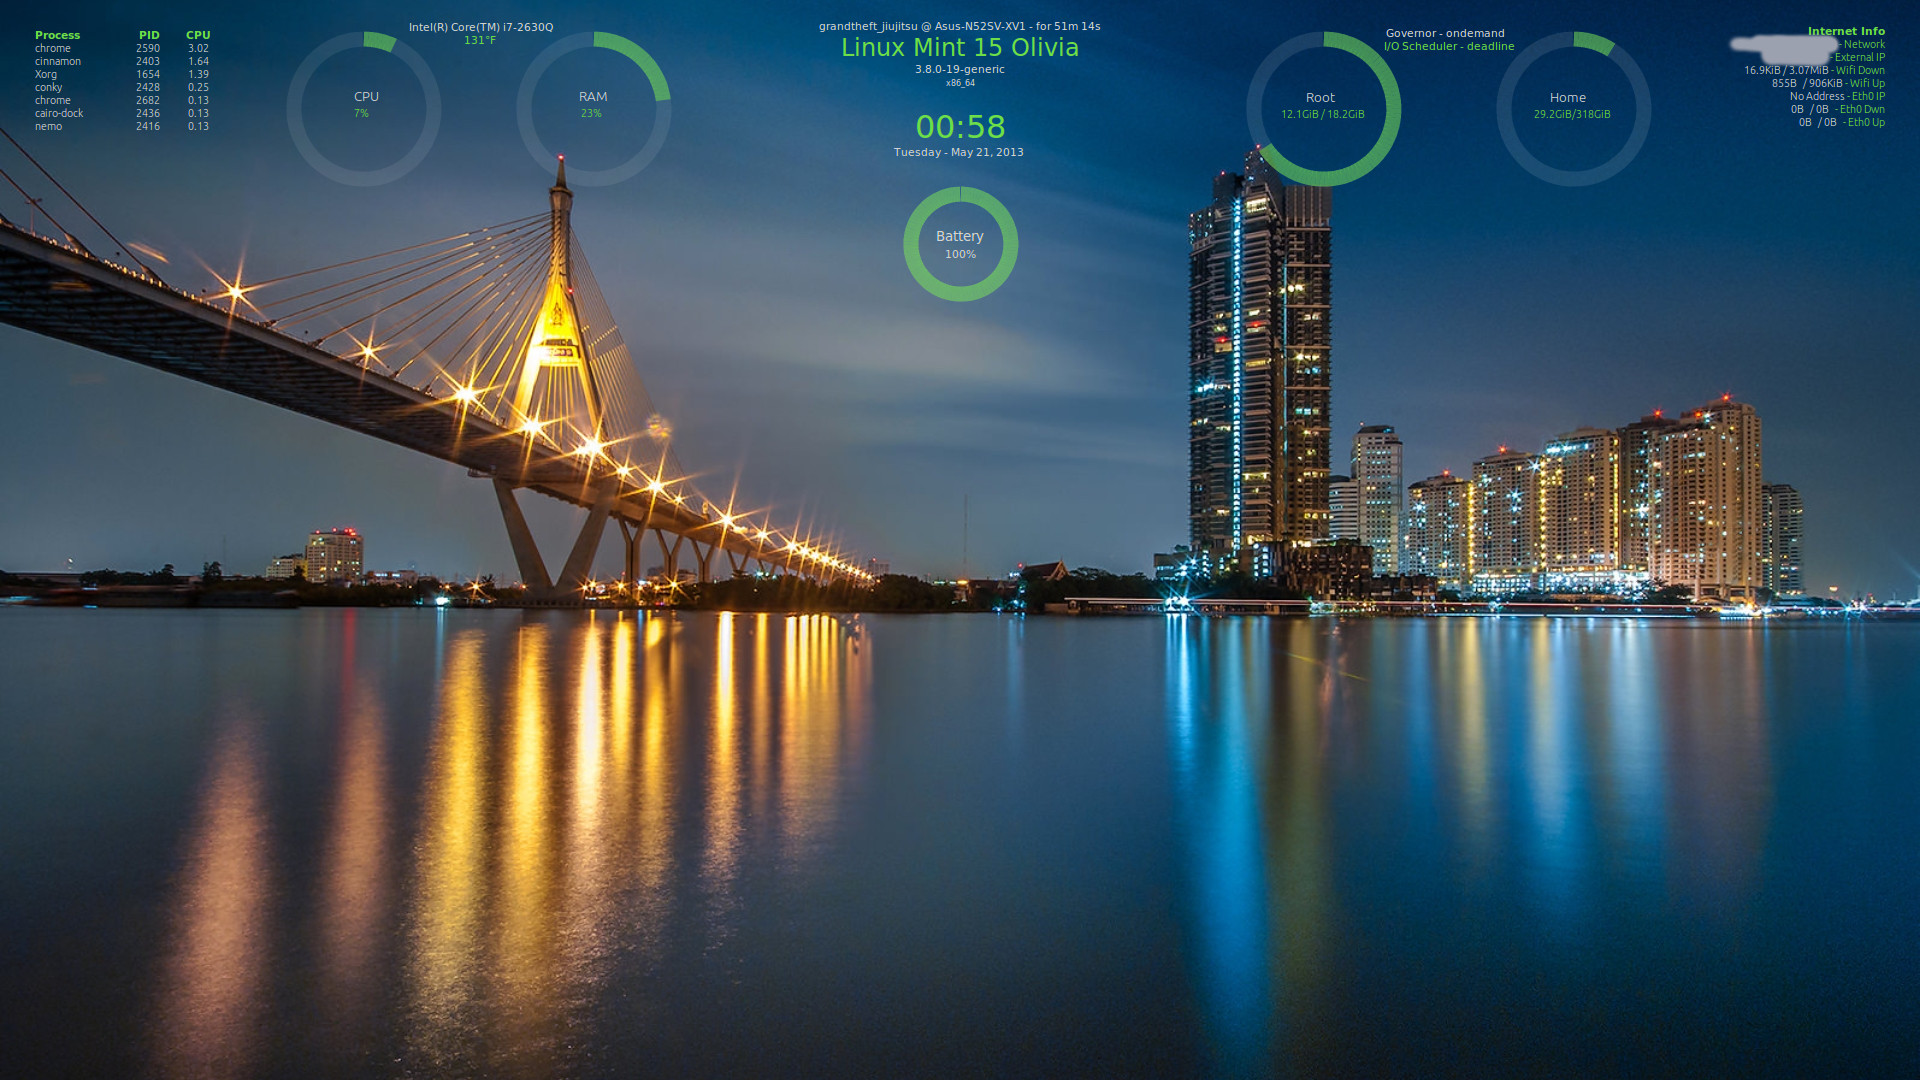 Process PID CPU
chrome 2590 3.02
cinnamon 2403 1.64
Xorg 1654 1.39
conky 2428 0.25
chrome 2682 0.13
cairo-dock 2436 0.13
nemo 2416 0.13
Intel(R) Core(TM) i7-2630Q
131°F
CPU
7%
RAM
23%
grandtheft_jiujitsu @ Asus-N52SV-XV1 - for 51m 14s
Linux Mint 15 Olivia
3.8.0-19-generic
x86_64
00:58
Tuesday - May 21, 2013
Battery
100%
Governor - ondemand
I/O Scheduler - deadline
Root
12.1GiB / 18.2GiB
Home
29.2GiB/318GiB
Internet Info
- Network
- External IP
16.9KiB / 3.07MiB - Wifi Down
855B / 906KiB - Wifi Up
No Address - Eth0 IP
0B / 0B - Eth0 Dwn
0B / 0B - Eth0 Up